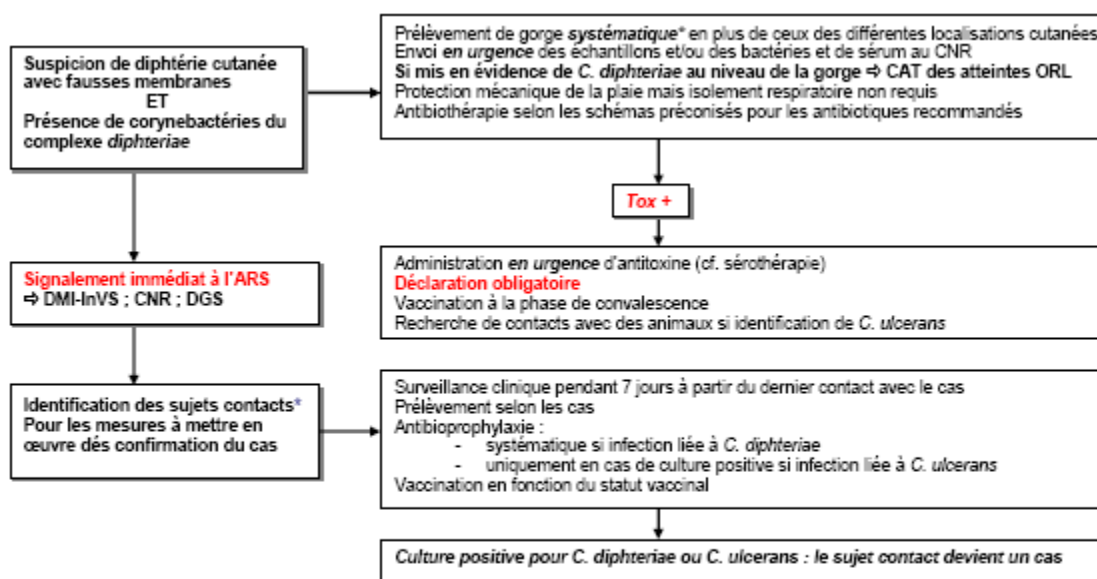 Suspicion de diphtérie cutanée
avec fausses membranes
ET
Présence de corynebactéries du
complexe diphteriae
Prélèvement de gorge systématique* en plus de ceux des différentes localisations cutanées
Envoi en urgence des échantillons et/ou des bactéries et de sérum au CNR
Si mis en évidence de C. diphteriae au niveau de la gorge ⇨ CAT des atteintes ORL
Protection mécanique de la plaie mais isolement respiratoire non requis
Antibiothérapie selon les schémas préconisés pour les antibiotiques recommandés
Tox +
Signalement immédiat à l'ARS
⇨ DMI-InVS ; CNR ; DGS
Administration en urgence d'antitoxine (cf. sérothérapie)
Déclaration obligatoire
Vaccination à la phase de convalescence
Recherche de contacts avec des animaux si identification de C. ulcerans
Identification des sujets contacts*
Pour les mesures à mettre en
œuvre dés confirmation du cas
Surveillance clinique pendant 7 jours à partir du dernier contact avec le cas
Prélèvement selon les cas
Antibioprophylaxie :
- systématique si infection liée à C. diphteriae
- uniquement en cas de culture positive si infection liée à C. ulcerans
Vaccination en fonction du statut vaccinal
Culture positive pour C. diphteriae ou C. ulcerans : le sujet contact devient un cas